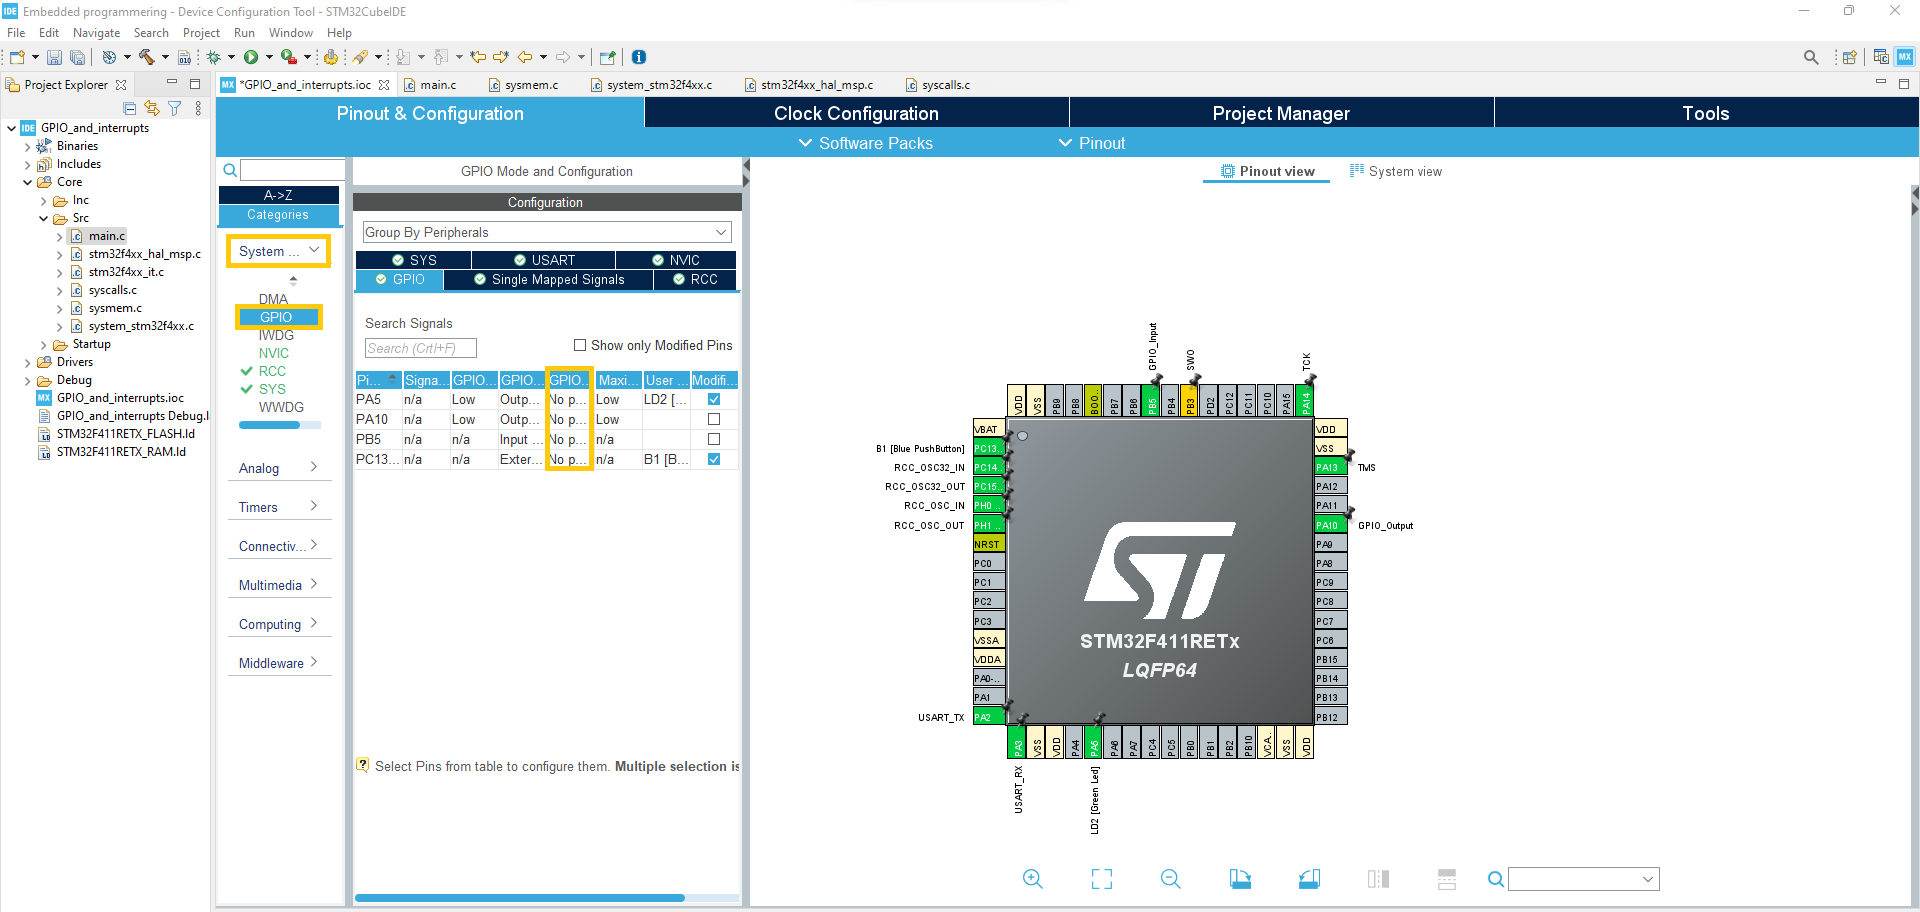 IDE Embedded programmering - Device Configuration Tool - STM32CubeIDE
File Edit Navigate Search Project Run Window Help
Project Explorer
MX *GPIO_and_interrupts.ioc
main.c
sysmem.c
system_stm32f4xx.c
stm32f4xx_hal_msp.c
syscalls.c
IDE GPIO_and_interrupts
Binaries
Includes
Core
Inc
Src
main.c
stm32f4xx_hal_msp.c
stm32f4xx_it.c
syscalls.c
sysmem.c
system_stm32f4xx.c
Startup
Drivers
Debug
MX GPIO_and_interrupts.ioc
GPIO_and_interrupts Debug.l
STM32F411RETX_FLASH.ld
STM32F411RETX_RAM.ld
Pinout & Configuration
Clock Configuration
Project Manager
Tools
Software Packs
Pinout
A->Z
Categories
System ...
DMA
GPIO
IWDG
NVIC
RCC
SYS
WWDG
Analog
Timers
Connectiv...
Multimedia
Computing
Middleware
GPIO Mode and Configuration
Configuration
Group By Peripherals
SYS USART NVIC
GPIO Single Mapped Signals RCC
Search Signals
Search (Crtl+F)
Show only Modified Pins
Pi... Signa... GPIO... GPIO... GPIO... Maxi... User ... Modifi...
PA5 n/a Low Outp... No p... Low LD2 [...
PA10 n/a Low Outp... No p... Low
PB5 n/a n/a Input ... No p... n/a
PC13... n/a n/a Exter... No p... n/a B1 [B...
Select Pins from table to configure them. Multiple selection is
Pinout view
System view
GPIO_Input
SWO
TCK
VDD
VSS
PB9
PB8
BOO..
PB7
PB6
PB5
PB4
PB3
PD2
PC12
PC11
PC10
PA15
PA14
VBAT
B1 [Blue PushButton] PC13..
RCC_OSC32_IN PC14..
RCC_OSC32_OUT PC15..
RCC_OSC_IN PH0 ..
RCC_OSC_OUT PH1 ..
NRST
PC0
PC1
PC2
PC3
VSSA
VDDA
PA0-..
PA1
USART_TX PA2
STM32F411RETx
LQFP64
VDD
VSS
PA13 TMS
PA12
PA11
PA10 GPIO_Output
PA9
PA8
PC9
PC8
PC7
PC6
PB15
PB14
PB13
PB12
PA3
VSS
VDD
PA4
PA5
PA6
PA7
PC4
PC5
PB0
PB1
PB2
PB10
VCA..
VSS
VDD
USART_RX
LD2 [Green Led]